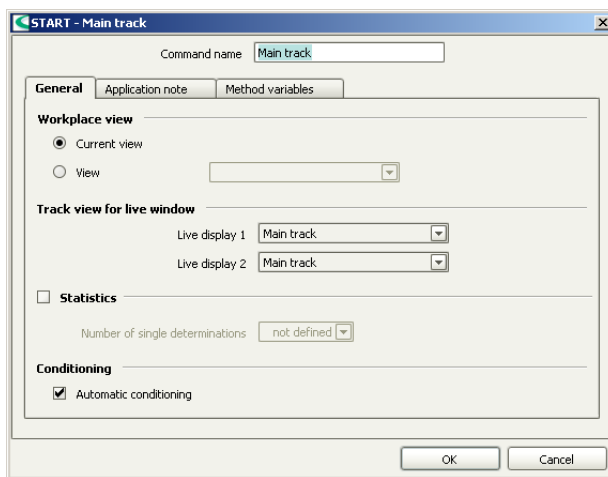 START - Main track
Command name Main track
General Application note Method variables
Workplace view
Current view
View
Track view for live window
Live display 1 Main track
Live display 2 Main track
Statistics
Number of single determinations not defined
Conditioning
Automatic conditioning
OK Cancel